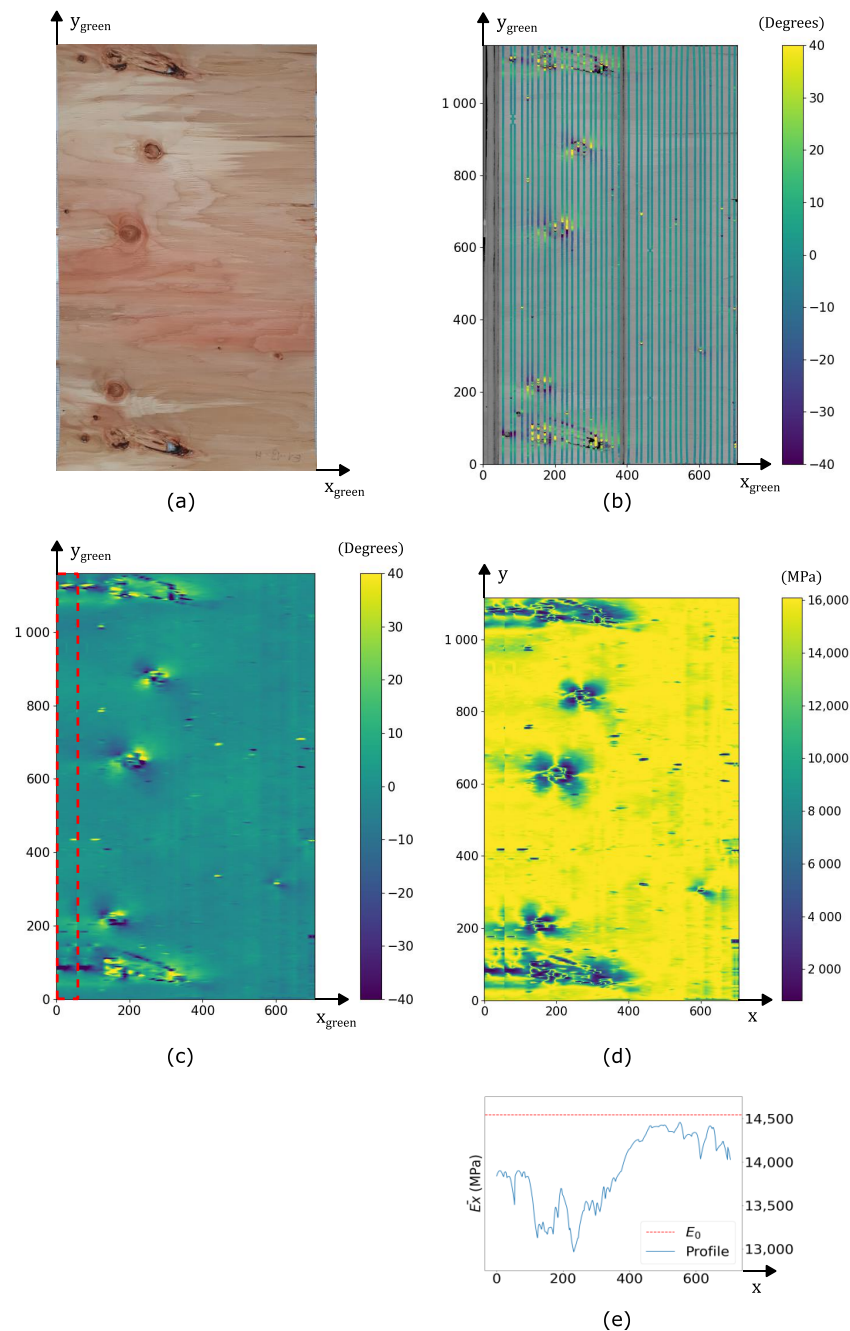 y_green
x_green
(a)
y_green
(Degrees)
1 000
800
600
400
200
0
0 200 400 600
x_green
40
30
20
10
0
−10
−20
−30
−40
(b)
y_green
(Degrees)
1 000
800
600
400
200
0
0 200 400 600
x_green
40
30
20
10
0
−10
−20
−30
−40
(c)
y
(MPa)
1 000
800
600
400
200
0
0 200 400 600
x
16,000
14,000
12,000
10,000
8 000
6 000
4 000
2 000
(d)
Ēx (MPa)
14,500
14,000
13,500
13,000
E₀
Profile
0 200 400 600
x
(e)